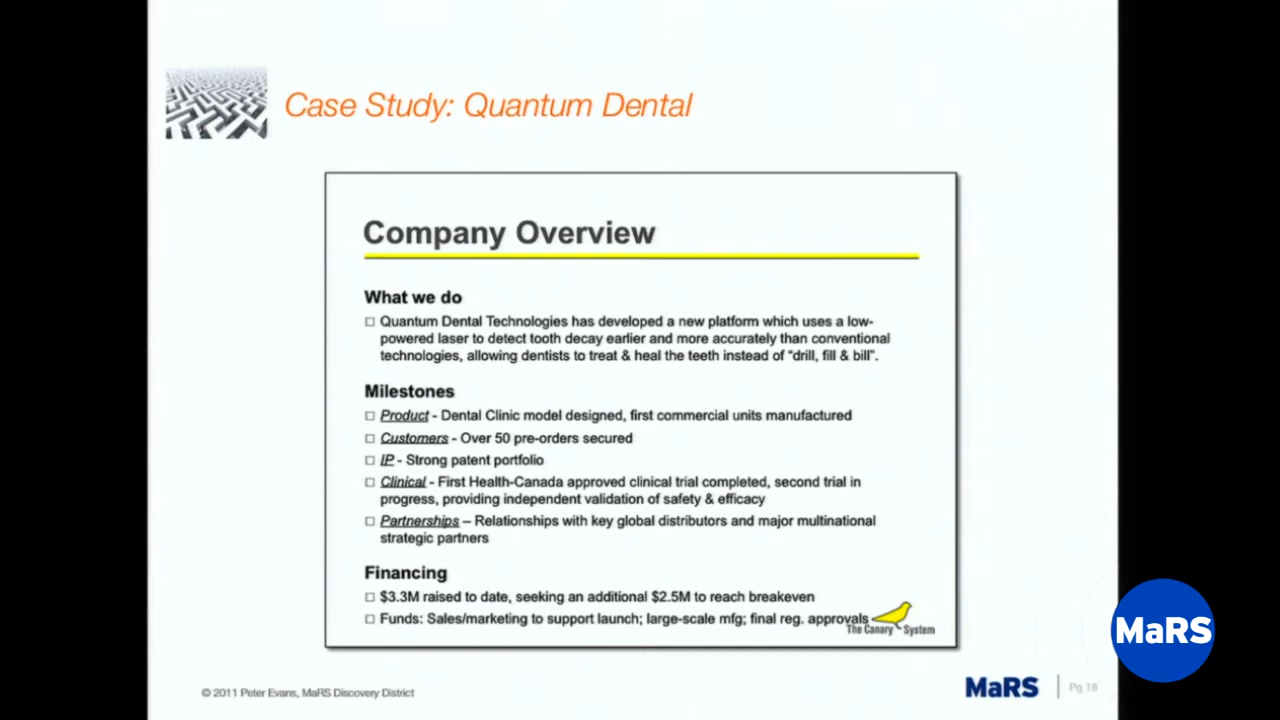 Case Study: Quantum Dental
Company Overview
What we do
Quantum Dental Technologies has developed a new platform which uses a low-
powered laser to detect tooth decay earlier and more accurately than conventional
technologies, allowing dentists to treat & heal the teeth instead of “drill, fill & bill”.
Milestones
Product - Dental Clinic model designed, first commercial units manufactured
Customers - Over 50 pre-orders secured
IP - Strong patent portfolio
Clinical - First Health-Canada approved clinical trial completed, second trial in
progress, providing independent validation of safety & efficacy
Partnerships – Relationships with key global distributors and major multinational
strategic partners
Financing
$3.3M raised to date, seeking an additional $2.5M to reach breakeven
Funds: Sales/marketing to support launch; large-scale mfg; final reg. approvals
The Canary System
© 2011 Peter Evans, MaRS Discovery District
MaRS
Pg 18
MaRS